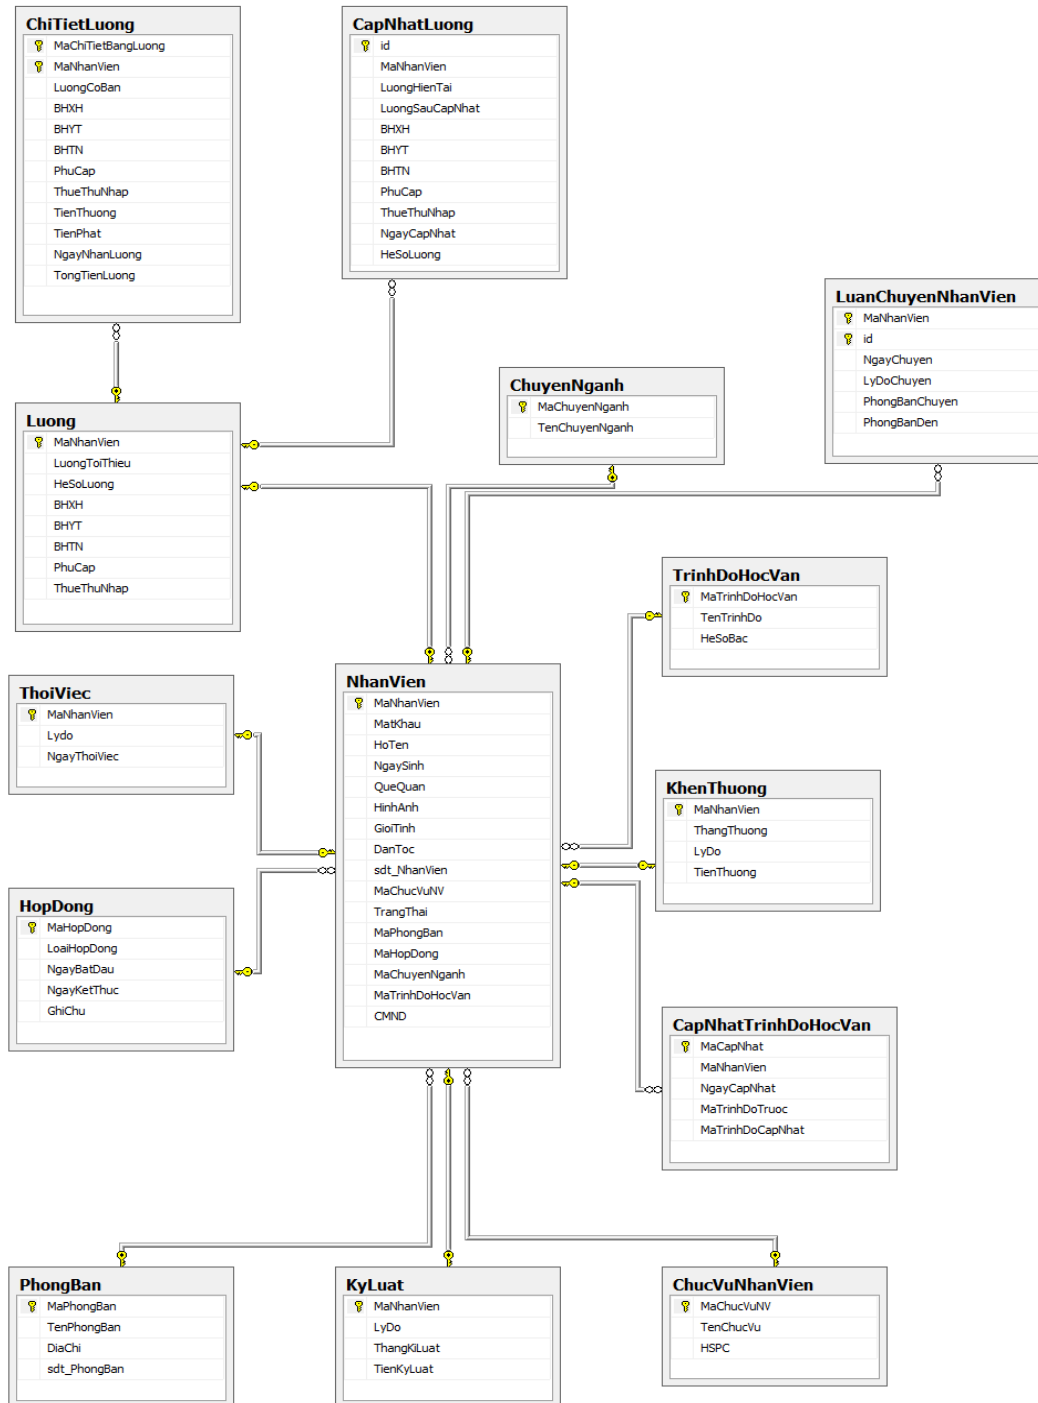 ChiTietLuong
MaChiTietBangLuong
MaNhanVien
LuongCoBan
BHXH
BHYT
BHTN
PhuCap
ThueThuNhap
TienThuong
TienPhat
NgayNhanLuong
TongTienLuong
CapNhatLuong
id
MaNhanVien
LuongHienTai
LuongSauCapNhat
BHXH
BHYT
BHTN
PhuCap
ThueThuNhap
NgayCapNhat
HeSoLuong
LuanChuyenNhanVien
MaNhanVien
id
NgayChuyen
LyDoChuyen
PhongBanChuyen
PhongBanDen
ChuyenNganh
MaChuyenNganh
TenChuyenNganh
Luong
MaNhanVien
LuongToiThieu
HeSoLuong
BHXH
BHYT
BHTN
PhuCap
ThueThuNhap
TrinhDoHocVan
MaTrinhDoHocVan
TenTrinhDo
HeSoBac
ThoiViec
MaNhanVien
Lydo
NgayThoiViec
NhanVien
MaNhanVien
MatKhau
HoTen
NgaySinh
QueQuan
HinhAnh
GioiTinh
DanToc
sdt_NhanVien
MaChucVuNV
TrangThai
MaPhongBan
MaHopDong
MaChuyenNganh
MaTrinhDoHocVan
CMND
KhenThuong
MaNhanVien
ThangThuong
LyDo
TienThuong
HopDong
MaHopDong
LoaiHopDong
NgayBatDau
NgayKetThuc
GhiChu
CapNhatTrinhDoHocVan
MaCapNhat
MaNhanVien
NgayCapNhat
MaTrinhDoTruoc
MaTrinhDoCapNhat
PhongBan
MaPhongBan
TenPhongBan
DiaChi
sdt_PhongBan
KyLuat
MaNhanVien
LyDo
ThangKiLuat
TienKyLuat
ChucVuNhanVien
MaChucVuNV
TenChucVu
HSPC